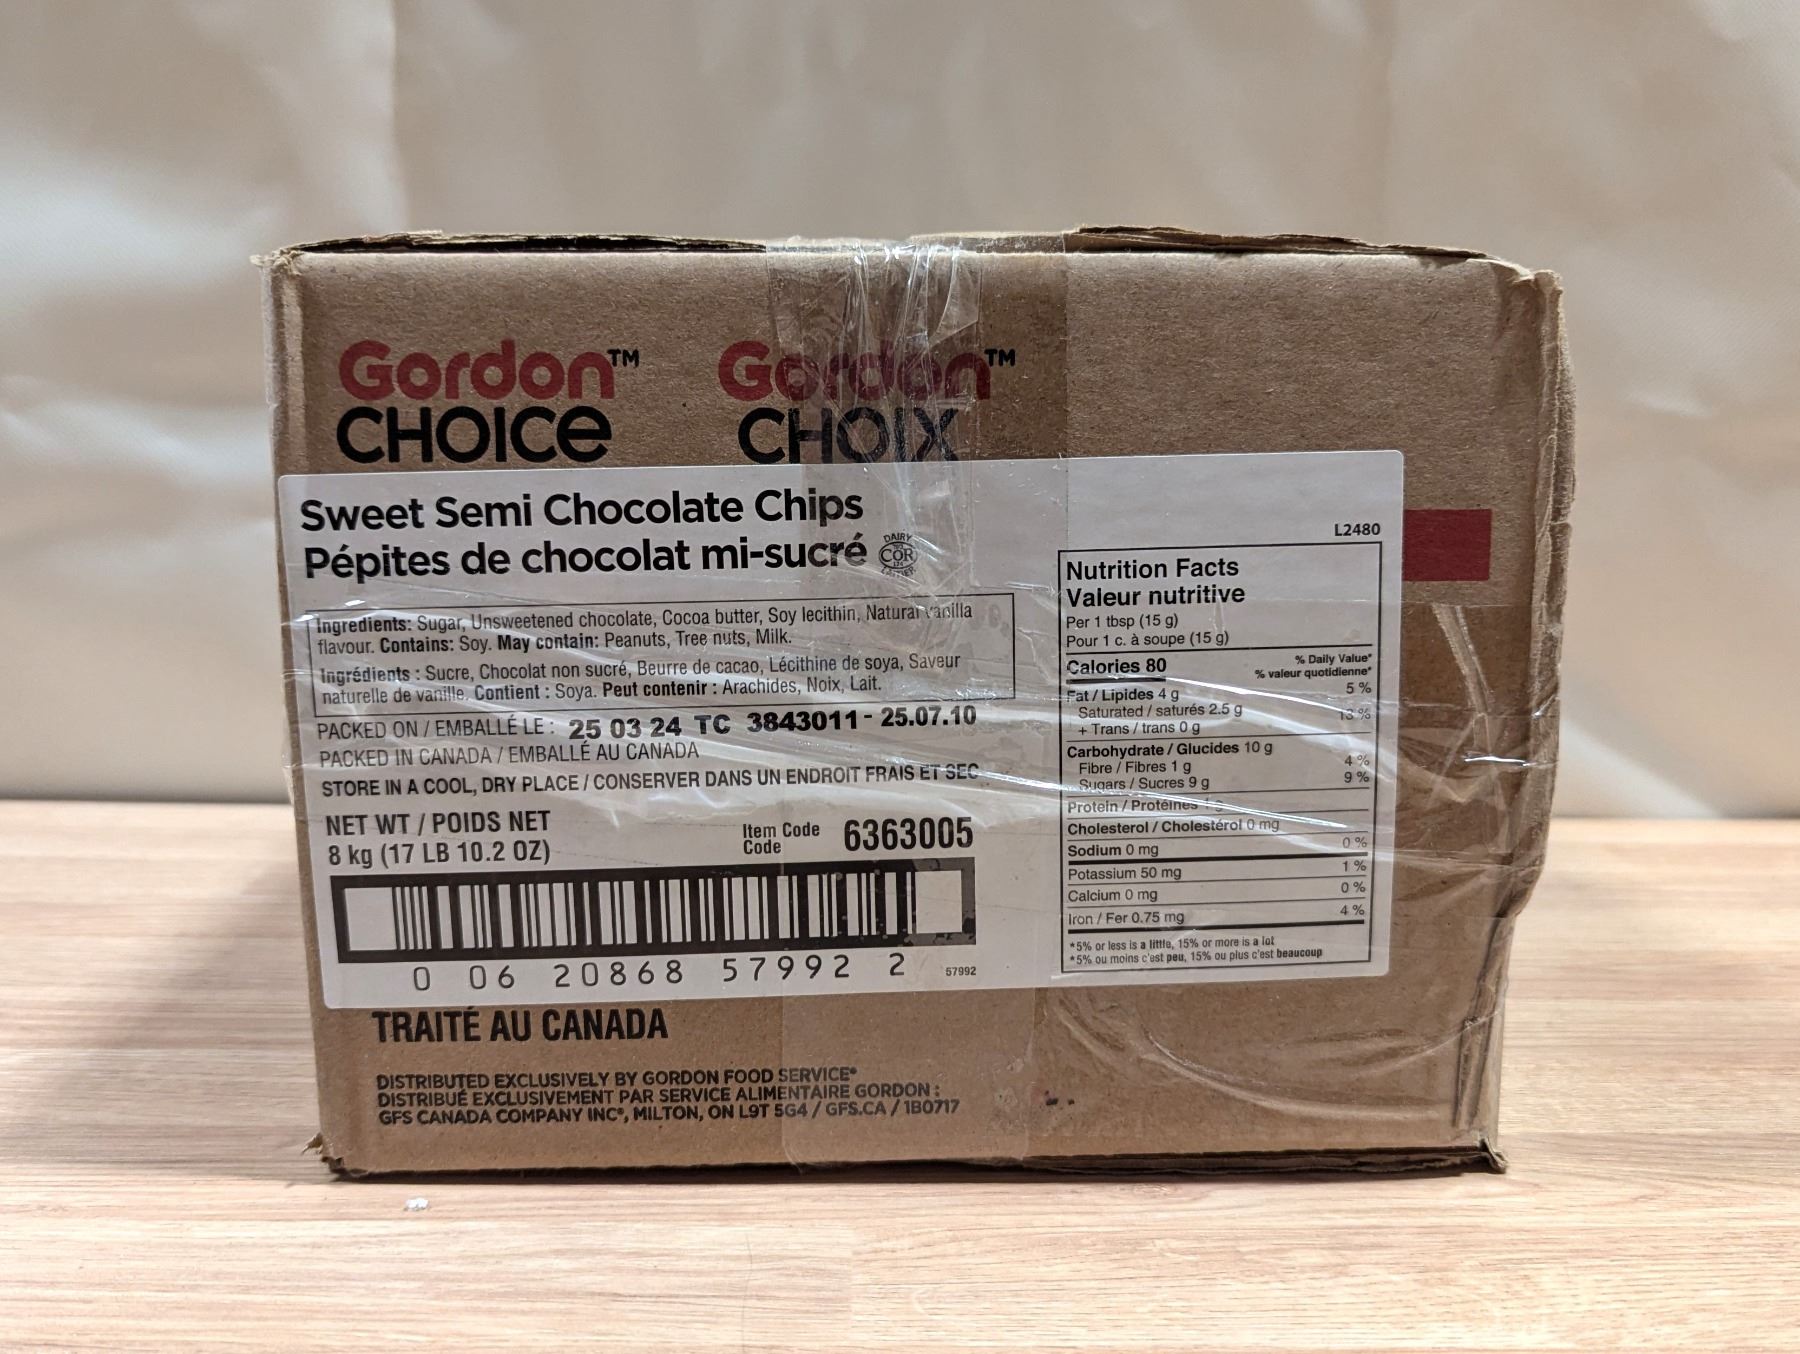 Gordon™ Gordon™
CHOICe CHOIX
Sweet Semi Chocolate Chips
Pépites de chocolat mi-sucré
DAIRY
COR
Ingredients: Sugar, Unsweetened chocolate, Cocoa butter, Soy lecithin, Natural vanilla
flavour. Contains: Soy. May contain: Peanuts, Tree nuts, Milk.
Ingrédients : Sucre, Chocolat non sucré, Beurre de cacao, Lécithine de soya, Saveur
naturelle de vanille. Contient : Soya. Peut contenir : Arachides, Noix, Lait.
PACKED ON / EMBALLÉ LE : 25 03 24 TC 3843011 - 25.07.10
PACKED IN CANADA / EMBALLÉ AU CANADA
STORE IN A COOL, DRY PLACE / CONSERVER DANS UN ENDROIT FRAIS ET SEC
NET WT / POIDS NET
8 kg (17 LB 10.2 OZ)
Item Code 6363005
Code
0 06 20868 57992 2 57992
L2480
Nutrition Facts
Valeur nutritive
Per 1 tbsp (15 g)
Pour 1 c. à soupe (15 g)
Calories 80
% Daily Value*
% valeur quotidienne*
Fat / Lipides 4 g 5 %
Saturated / saturés 2.5 g
+ Trans / trans 0 g 13 %
Carbohydrate / Glucides 10 g
Fibre / Fibres 1 g 4 %
Sugars / Sucres 9 g 9 %
Protein / Protéines 1 g
Cholesterol / Cholestérol 0 mg
Sodium 0 mg 0 %
Potassium 50 mg 1 %
Calcium 0 mg 0 %
Iron / Fer 0.75 mg 4 %
*5% or less is a little, 15% or more is a lot
*5% ou moins c'est peu, 15% ou plus c'est beaucoup
TRAITÉ AU CANADA
DISTRIBUTED EXCLUSIVELY BY GORDON FOOD SERVICE®
DISTRIBUÉ EXCLUSIVEMENT PAR SERVICE ALIMENTAIRE GORDON :
GFS CANADA COMPANY INC®, MILTON, ON L9T 5G4 / GFS.CA / 1B0717